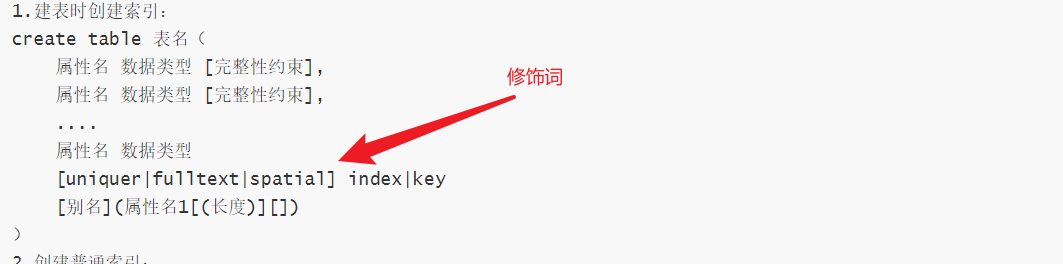 1.建表时创建索引:
create table 表名（
属性名 数据类型 [完整性约束],
属性名 数据类型 [完整性约束],
....
属性名 数据类型
[uniquer|fulltext|spatial] index|key
[别名](属性名1[(长度)][])
）
修饰词
2.创建普通索引: